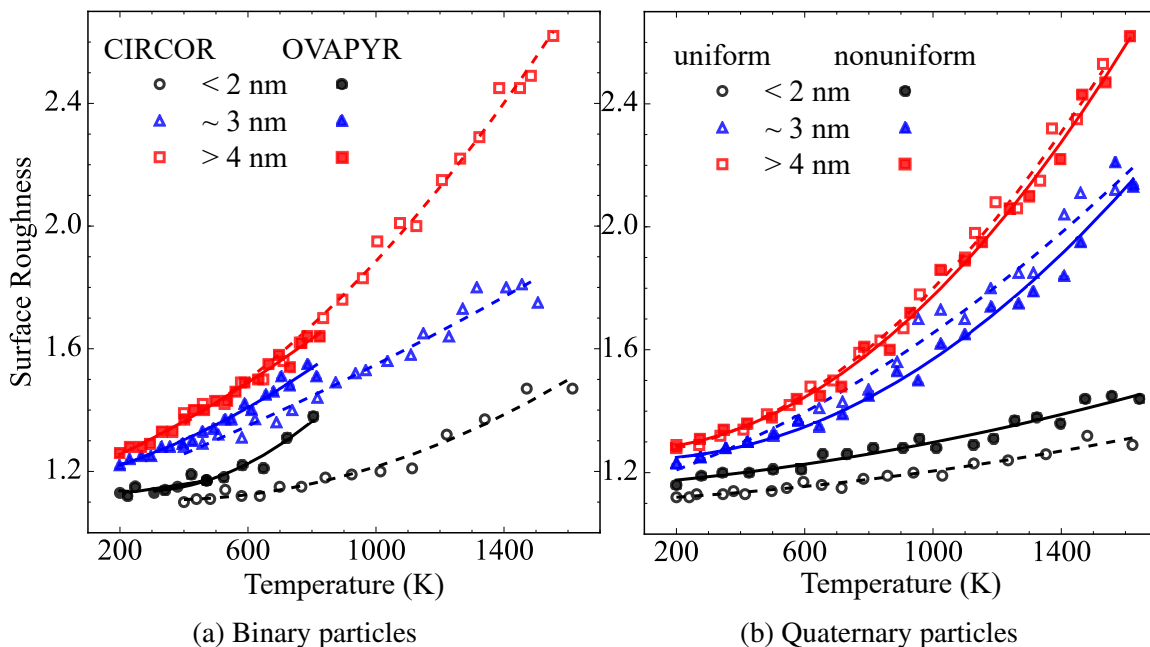 CIRCOR OVAPYR
< 2 nm
~ 3 nm
> 4 nm
uniform nonuniform
< 2 nm
~ 3 nm
> 4 nm
Surface Roughness
2.4
2.0
1.6
1.2
2.4
2.0
1.6
1.2
200 600 1000 1400
200 600 1000 1400
Temperature (K)
Temperature (K)
(a) Binary particles
(b) Quaternary particles